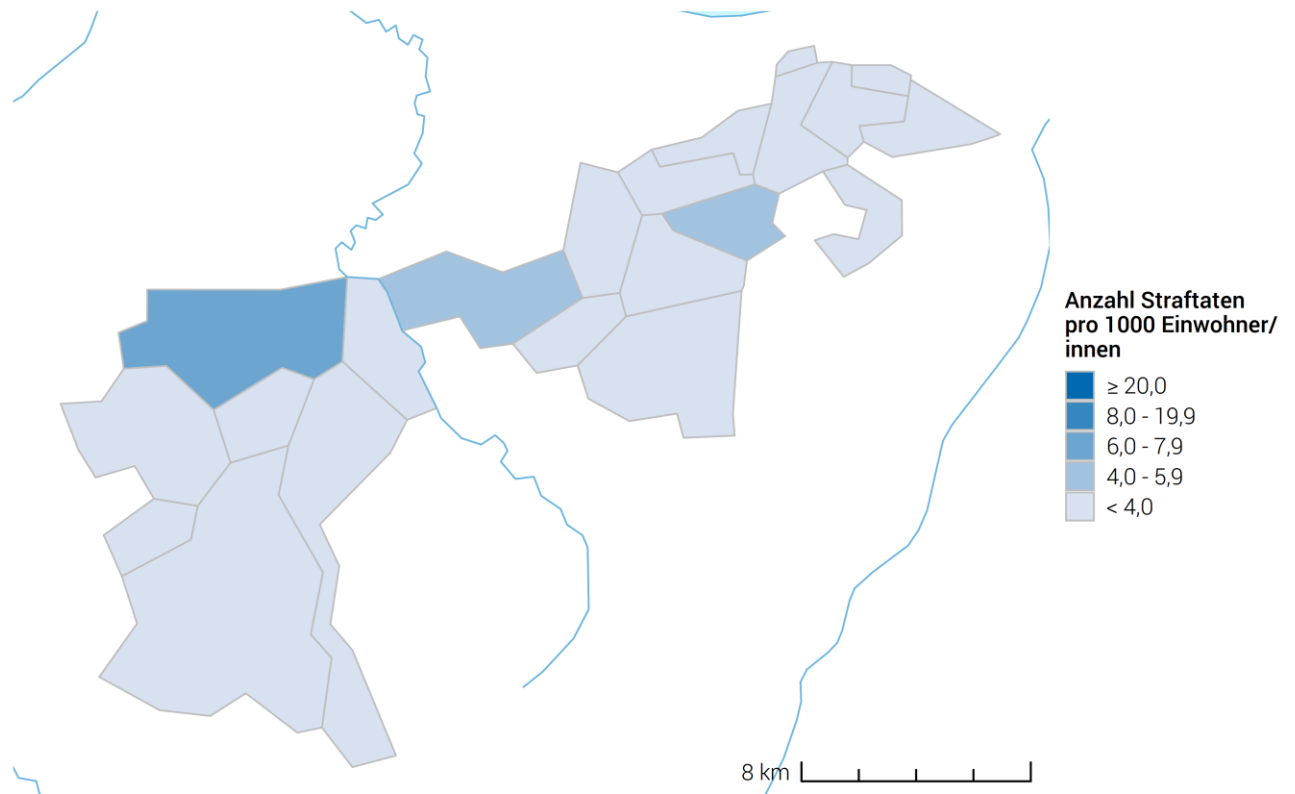 Anzahl Straftaten
pro 1000 Einwohner/
innen
≥ 20,0
8,0 - 19,9
6,0 - 7,9
4,0 - 5,9
< 4,0
8 km